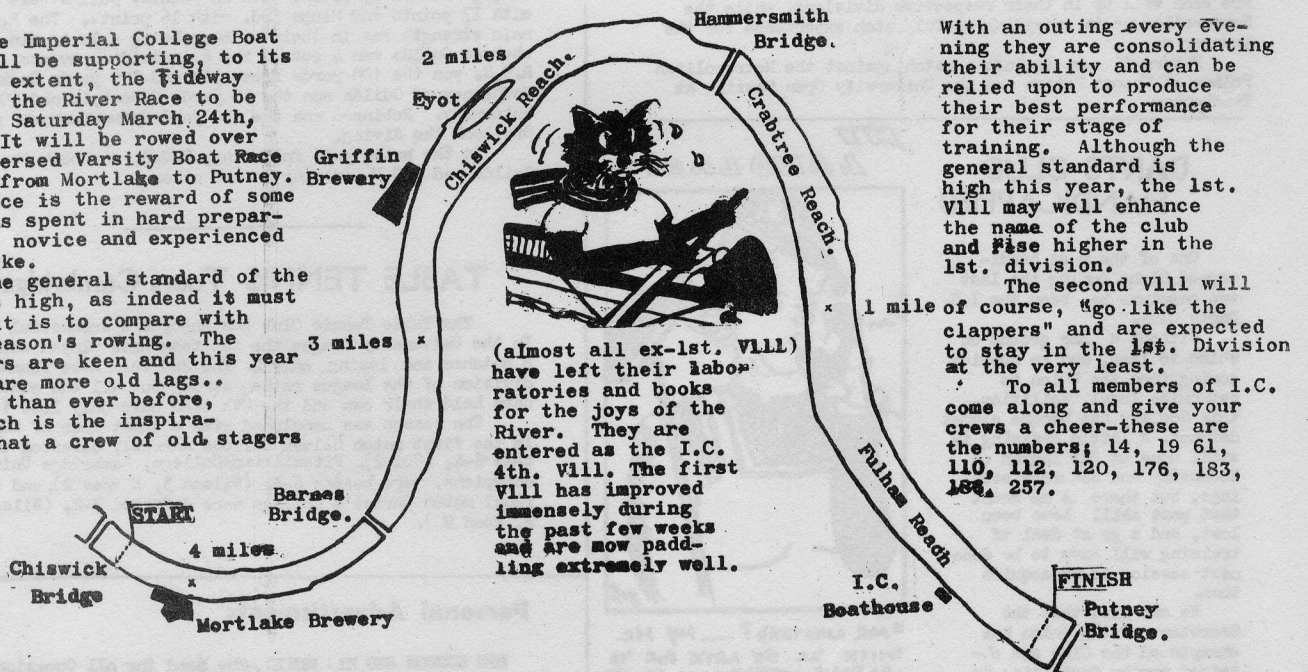 e Imperial College Boat
ll be supporting, to its
extent, the Tideway
the River Race to be
Saturday March 24th,
It will be rowed over
ersed Varsity Boat Race
from Mortlake to Putney.
ce is the reward of some
s spent in hard prepar-
novice and experienced
ke.
e general standard of the
high, as indeed it must
it is to compare with
eason's rowing. The
rs are keen and this year
are more old lags..
than ever before,
ch is the inspira-
hat a crew of old stagers
Hammersmith
Bridge.
2 miles
Eyot
Chiswick Reach.
Griffin
Brewery
Crabtree Reach.
3 miles x
x 1 mile
(almost all ex-1st. V111)
have left their labo-
ratories and books
for the joys of the
River. They are
entered as the I.C.
4th. V111. The first
V111 has improved
immensely during
the past few weeks
and are now padd-
ling extremely well.
Fulham Reach
Barnes
Bridge.
START
4 miles
x
Chiswick
Bridge
Mortlake Brewery
I.C.
Boathouse
FINISH
Putney
Bridge.
With an outing every eve-
ning they are consolidating
their ability and can be
relied upon to produce
their best performance
for their stage of
training. Although the
general standard is
high this year, the 1st.
V111 may well enhance
the name of the club
and rise higher in the
1st. division.
The second V111 will
of course, "go like the
clappers" and are expected
to stay in the 1st. Division
at the very least.
To all members of I.C.
come along and give your
crews a cheer-these are
the numbers; 14, 19 61,
110, 112, 120, 176, 183,
186, 257.